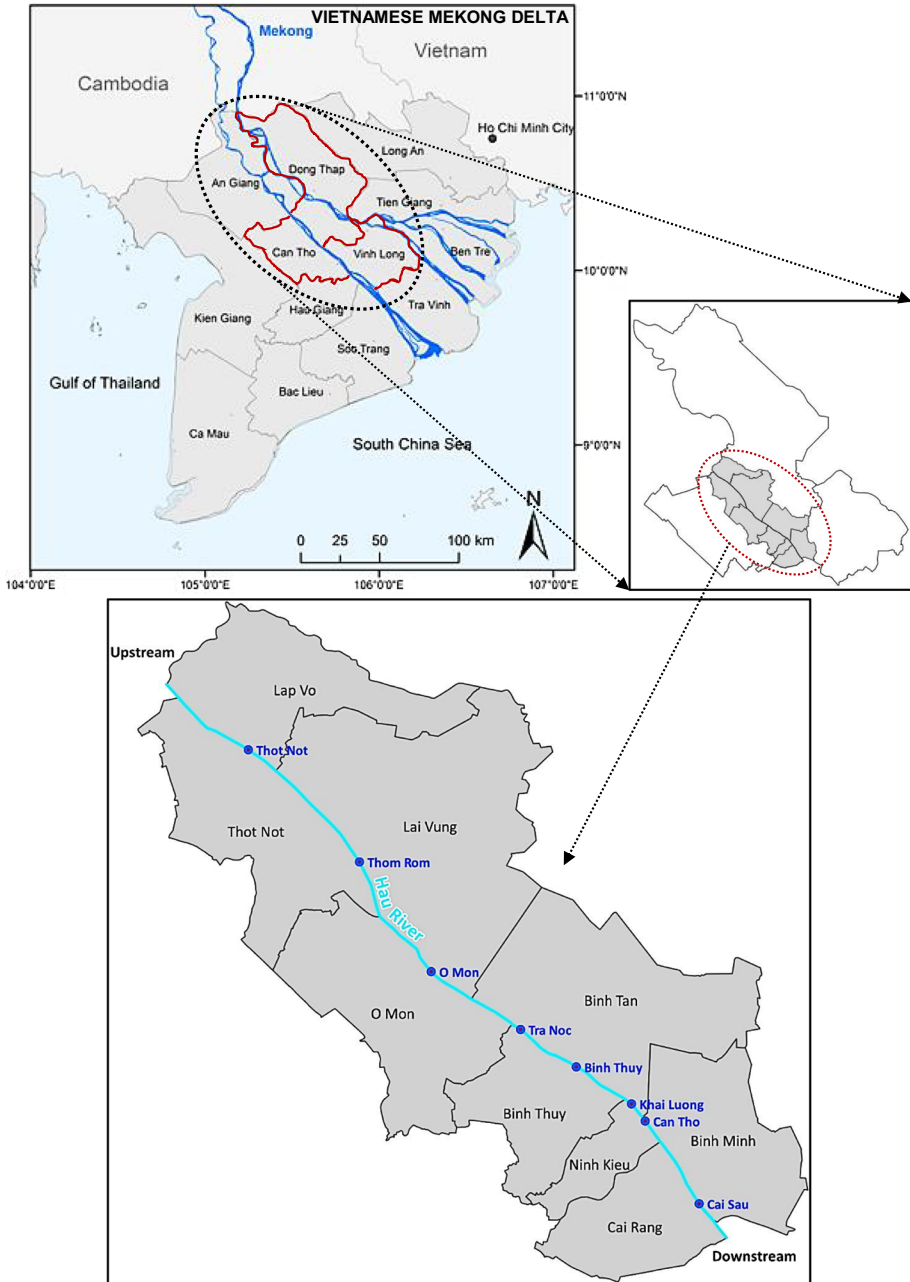 VIETNAMESE MEKONG DELTA
Mekong
Vietnam
Cambodia
11°0'0"N
Ho Chi Minh City
Long An
Dong Thap
An Giang
Tien Giang
Can Tho
Vinh Long
Ben Tre
10°0'0"N
Tra Vinh
Hau Giang
Kien Giang
Soc Trang
Gulf of Thailand
Bac Lieu
Ca Mau
South China Sea
9°0'0"N
N
0 25 50 100 km
104°0'0"E
105°0'0"E
106°0'0"E
107°0'0"E
Upstream
Lap Vo
Thot Not
Thot Not
Lai Vung
Thom Rom
Hau River
O Mon
O Mon
Binh Tan
Tra Noc
Binh Thuy
Binh Thuy
Khai Luong
Can Tho
Binh Minh
Ninh Kieu
Cai Sau
Cai Rang
Downstream